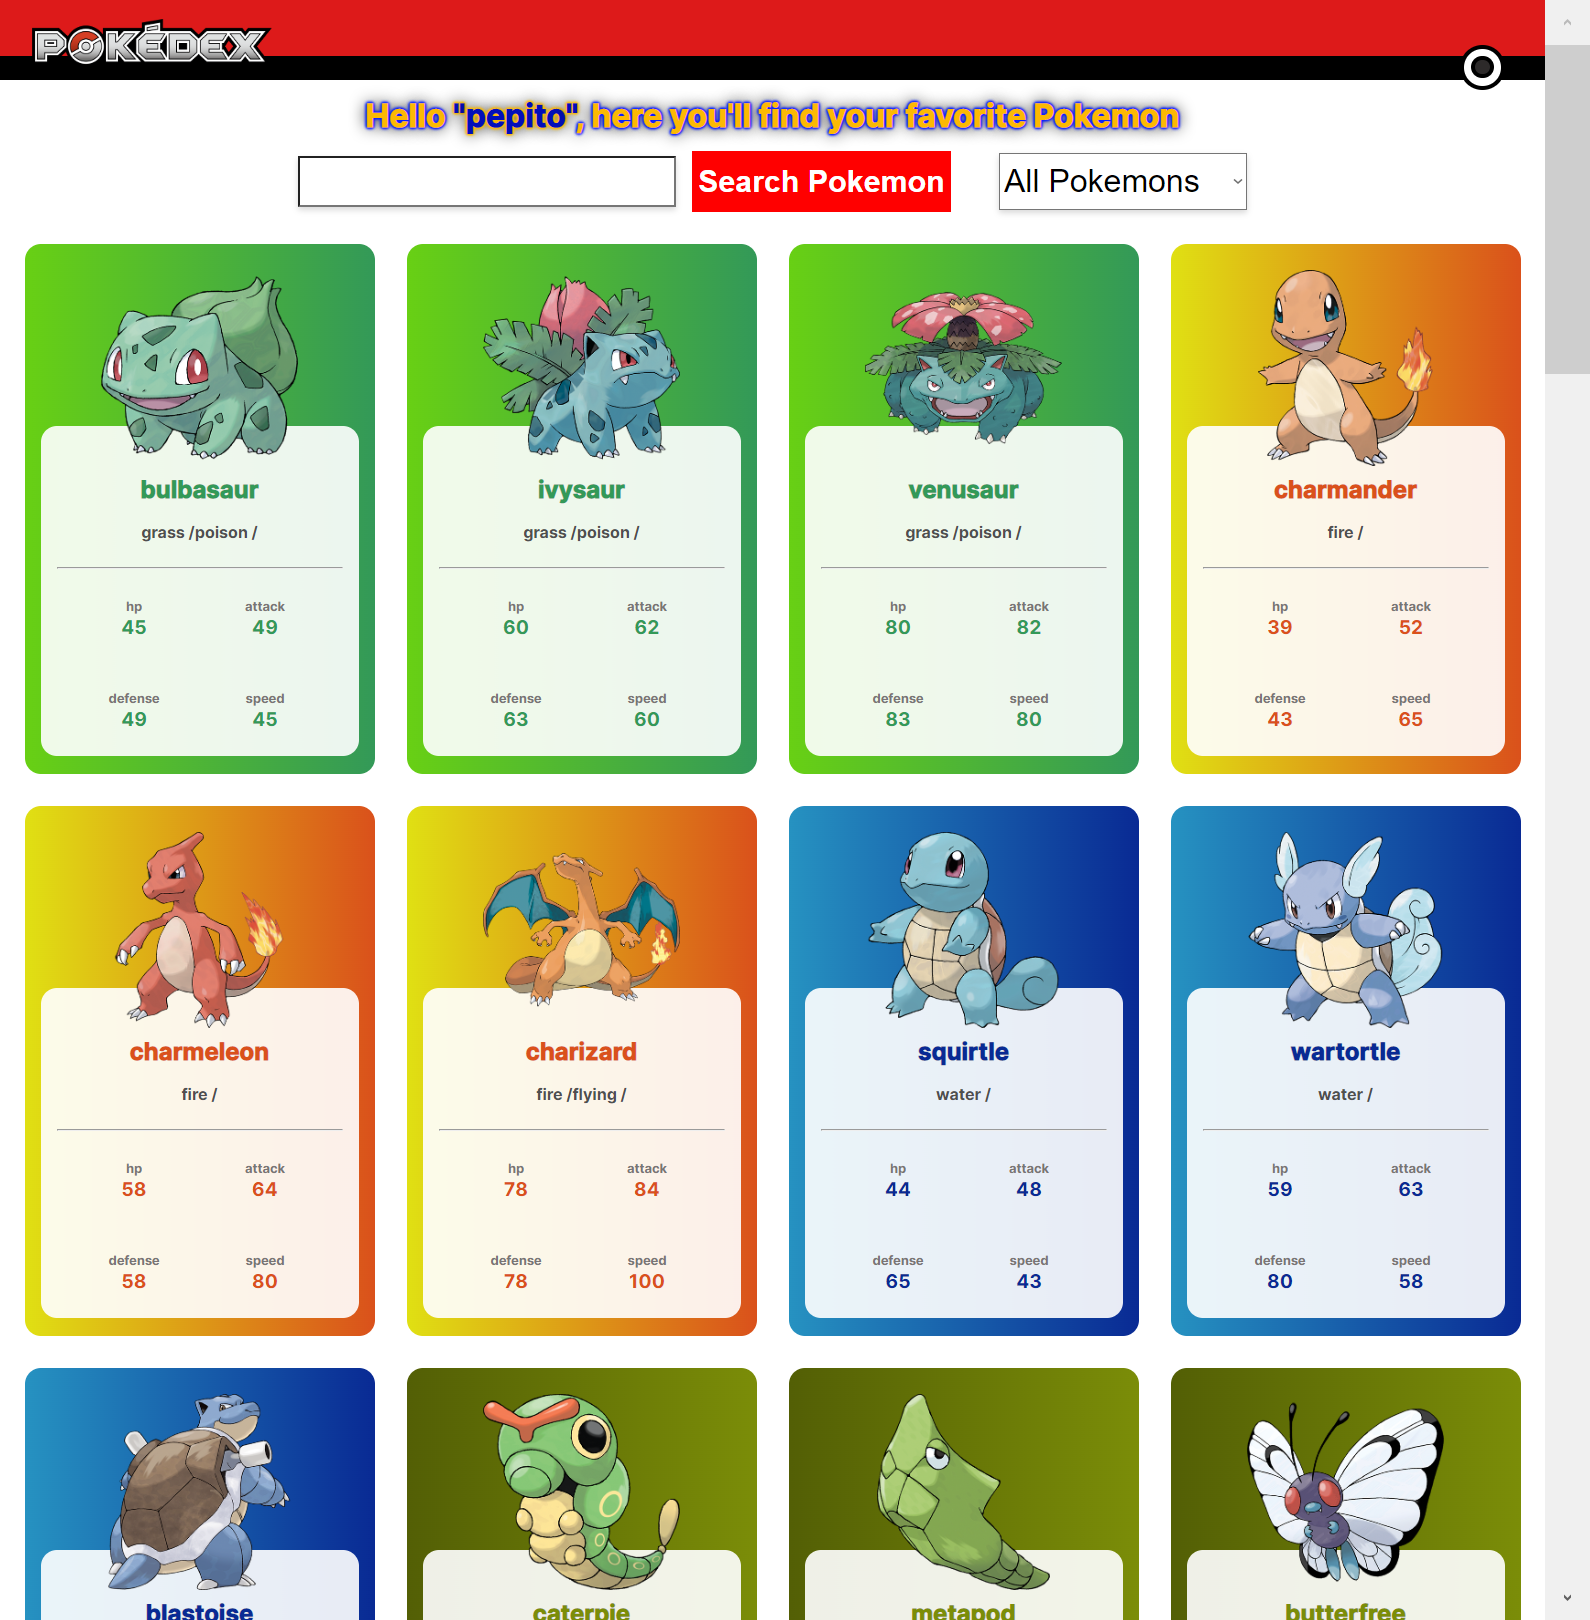 POKÉDEX
Hello "pepito", here you'll find your favorite Pokemon
Search Pokemon
All Pokemons
bulbasaur
grass /poison /
hp attack
45 49
defense speed
49 45
ivysaur
grass /poison /
hp attack
60 62
defense speed
63 60
venusaur
grass /poison /
hp attack
80 82
defense speed
83 80
charmander
fire /
hp attack
39 52
defense speed
43 65
charmeleon
fire /
hp attack
58 64
defense speed
58 80
charizard
fire /flying /
hp attack
78 84
defense speed
78 100
squirtle
water /
hp attack
44 48
defense speed
65 43
wartortle
water /
hp attack
59 63
defense speed
80 58
blastoise
caterpie
metapod
butterfree